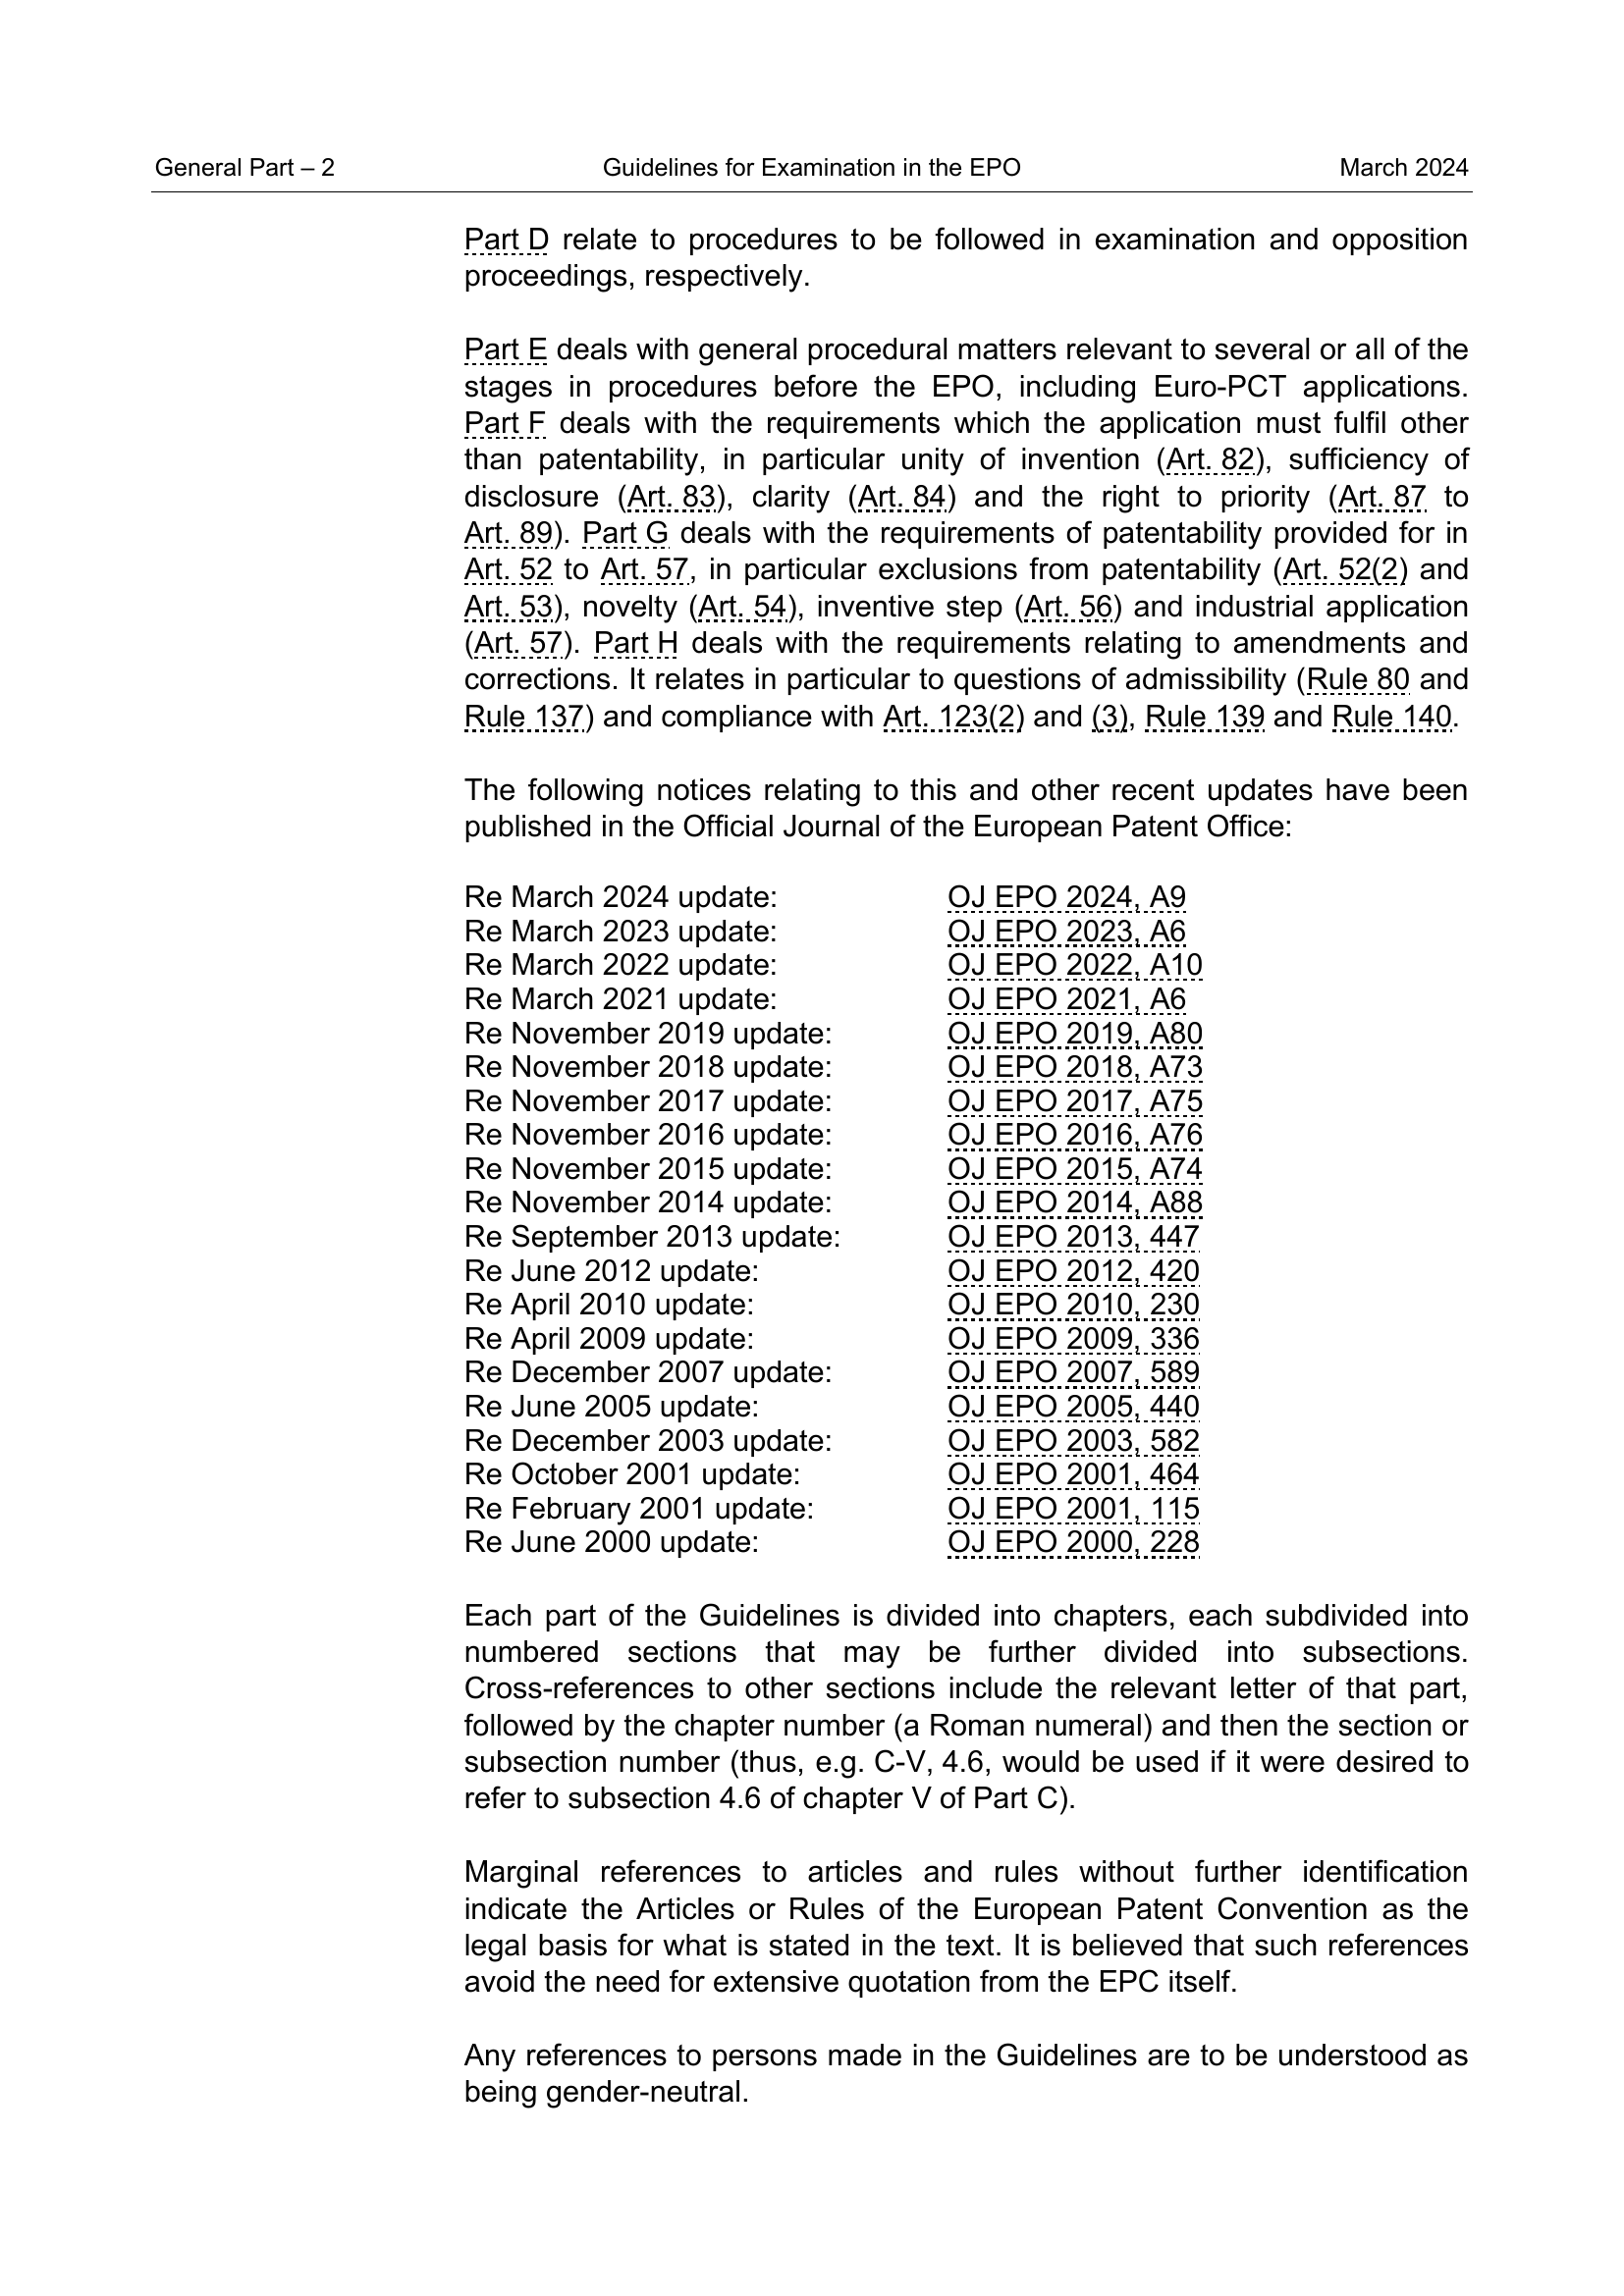 General Part – 2 Guidelines for Examination in the EPO March 2024
Part D relate to procedures to be followed in examination and opposition
proceedings, respectively.
Part E deals with general procedural matters relevant to several or all of the
stages in procedures before the EPO, including Euro-PCT applications.
Part F deals with the requirements which the application must fulfil other
than patentability, in particular unity of invention (Art. 82), sufficiency of
disclosure (Art. 83), clarity (Art. 84) and the right to priority (Art. 87 to
Art. 89). Part G deals with the requirements of patentability provided for in
Art. 52 to Art. 57, in particular exclusions from patentability (Art. 52(2) and
Art. 53), novelty (Art. 54), inventive step (Art. 56) and industrial application
(Art. 57). Part H deals with the requirements relating to amendments and
corrections. It relates in particular to questions of admissibility (Rule 80 and
Rule 137) and compliance with Art. 123(2) and (3), Rule 139 and Rule 140.
The following notices relating to this and other recent updates have been
published in the Official Journal of the European Patent Office:
Re March 2024 update: OJ EPO 2024, A9
Re March 2023 update: OJ EPO 2023, A6
Re March 2022 update: OJ EPO 2022, A10
Re March 2021 update: OJ EPO 2021, A6
Re November 2019 update: OJ EPO 2019, A80
Re November 2018 update: OJ EPO 2018, A73
Re November 2017 update: OJ EPO 2017, A75
Re November 2016 update: OJ EPO 2016, A76
Re November 2015 update: OJ EPO 2015, A74
Re November 2014 update: OJ EPO 2014, A88
Re September 2013 update: OJ EPO 2013, 447
Re June 2012 update: OJ EPO 2012, 420
Re April 2010 update: OJ EPO 2010, 230
Re April 2009 update: OJ EPO 2009, 336
Re December 2007 update: OJ EPO 2007, 589
Re June 2005 update: OJ EPO 2005, 440
Re December 2003 update: OJ EPO 2003, 582
Re October 2001 update: OJ EPO 2001, 464
Re February 2001 update: OJ EPO 2001, 115
Re June 2000 update: OJ EPO 2000, 228
Each part of the Guidelines is divided into chapters, each subdivided into
numbered sections that may be further divided into subsections.
Cross-references to other sections include the relevant letter of that part,
followed by the chapter number (a Roman numeral) and then the section or
subsection number (thus, e.g. C-V, 4.6, would be used if it were desired to
refer to subsection 4.6 of chapter V of Part C).
Marginal references to articles and rules without further identification
indicate the Articles or Rules of the European Patent Convention as the
legal basis for what is stated in the text. It is believed that such references
avoid the need for extensive quotation from the EPC itself.
Any references to persons made in the Guidelines are to be understood as
being gender-neutral.